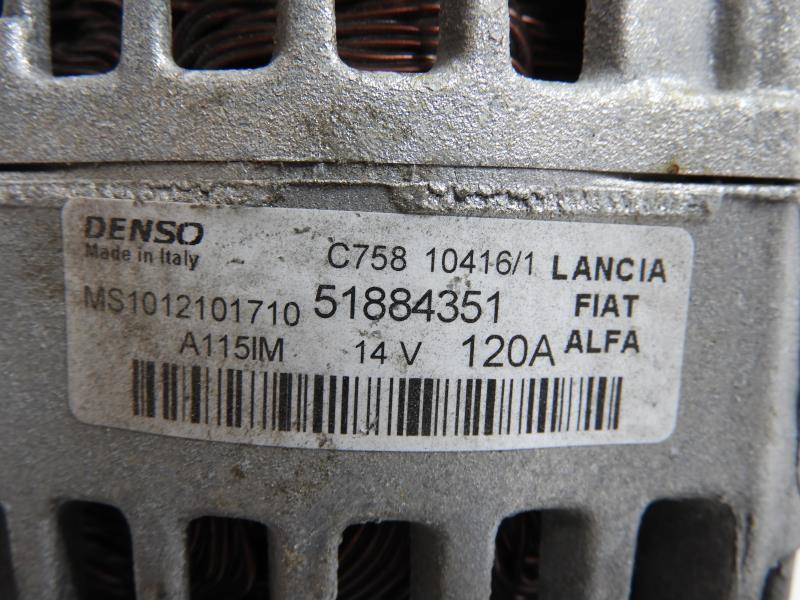 DENSO
Made in Italy
C758 10416/1
MS1012101710 51884351
A115IM 14 V 120A
LANCIA
FIAT
ALFA